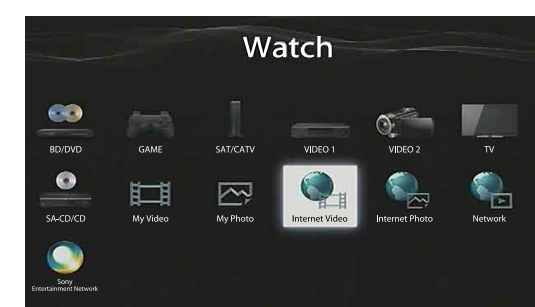 Watch
BD/DVD
GAME
SAT/CATV
VIDEO 1
VIDEO 2
TV
SA-CD/CD
My Video
My Photo
Internet Video
Internet Photo
Network
Sony
Entertainment Network